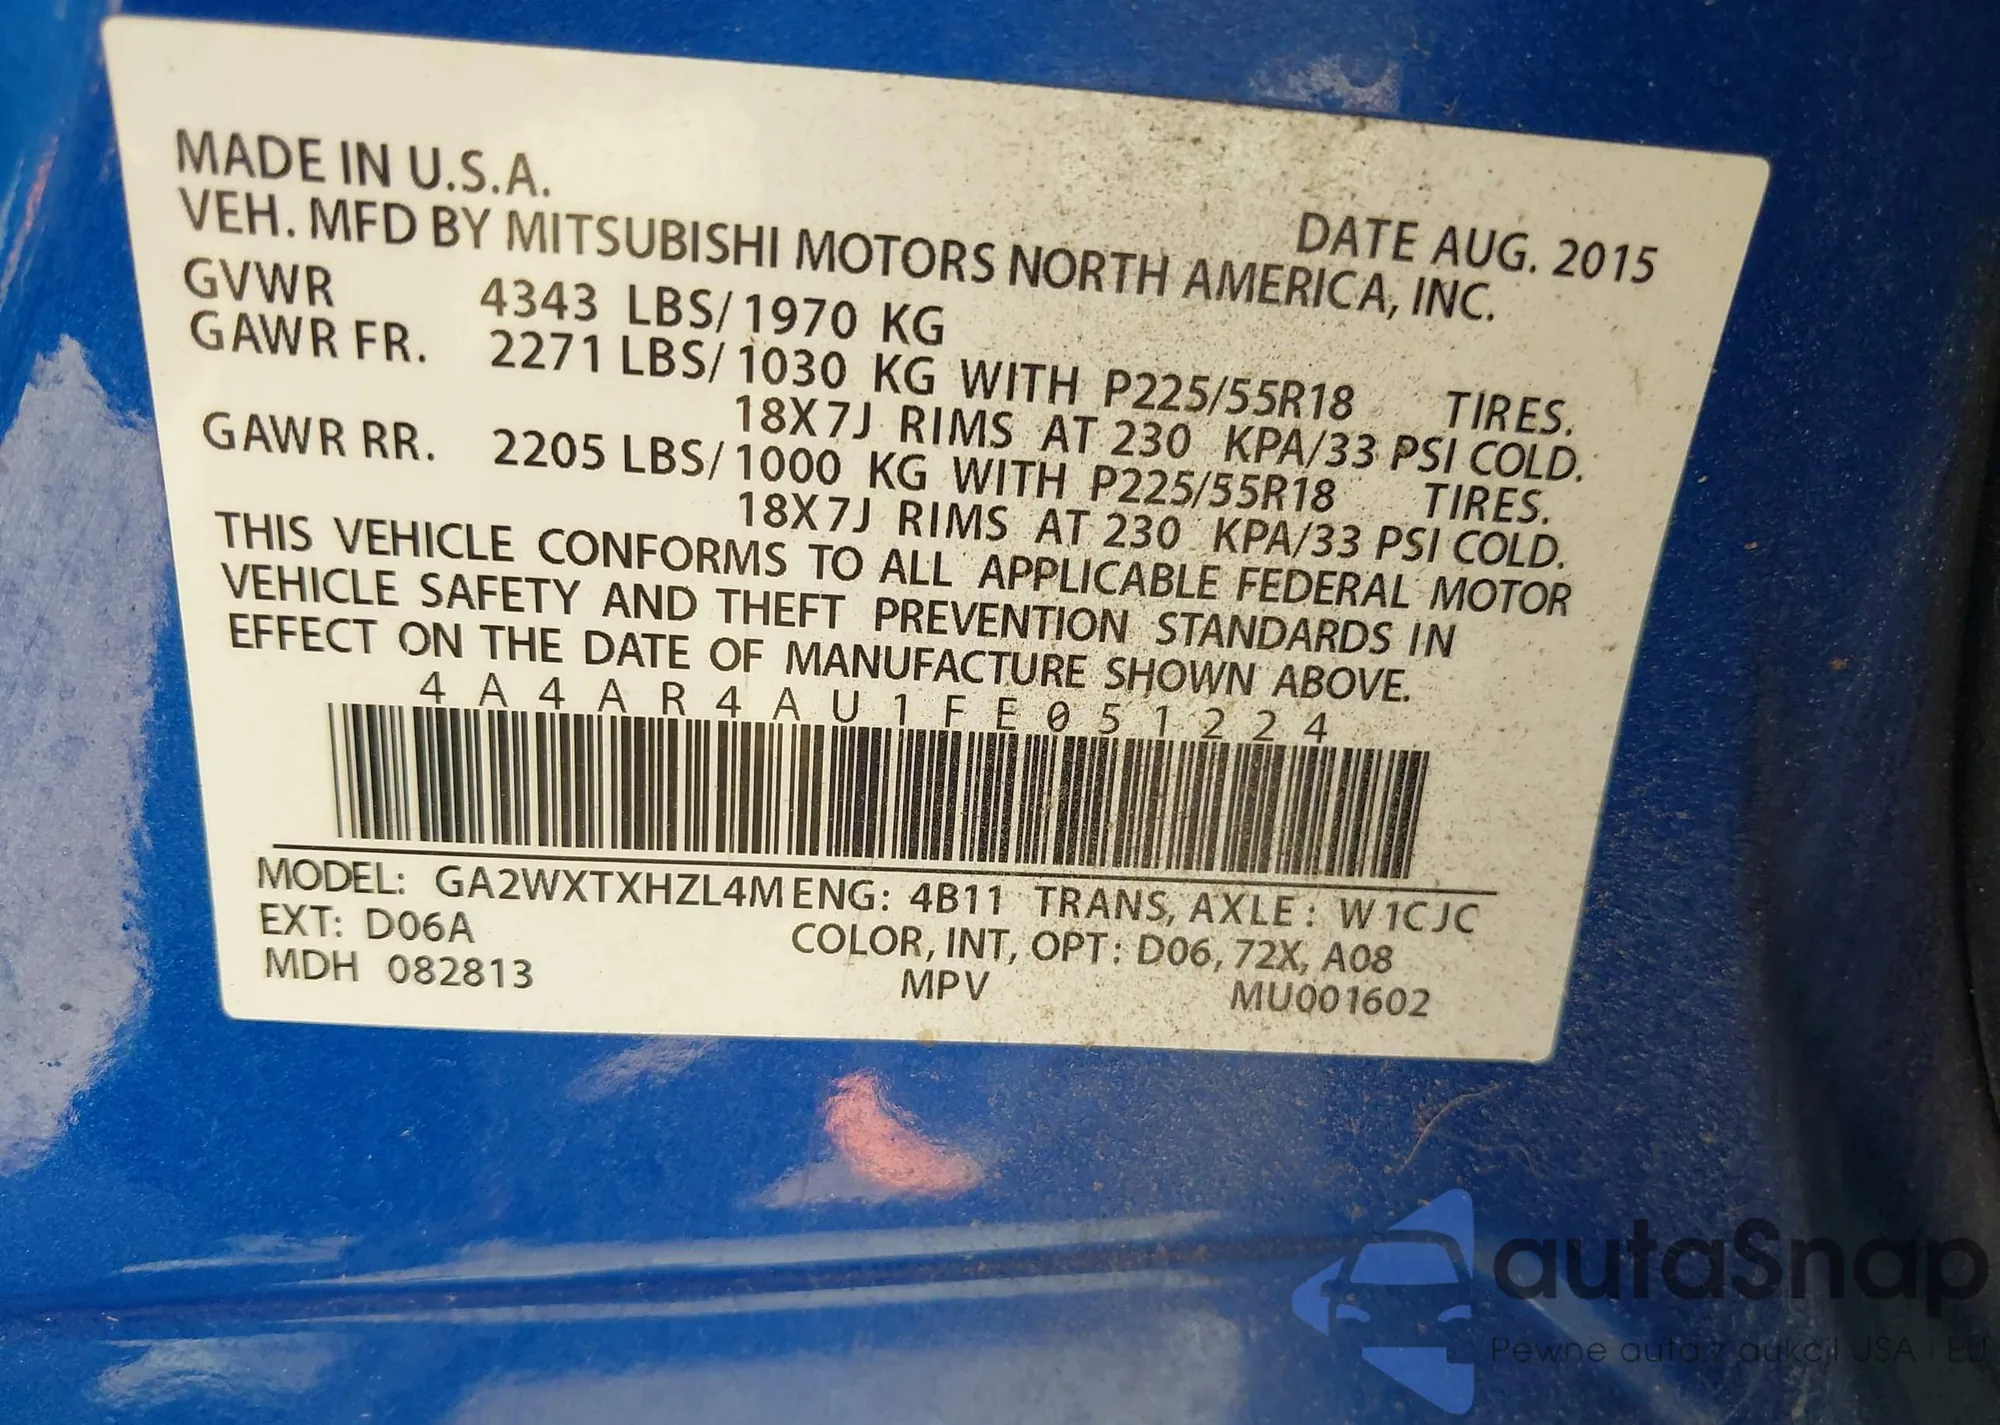 MADE IN U.S.A.
DATE AUG. 2015
VEH. MFD BY MITSUBISHI MOTORS NORTH AMERICA, INC.
GVWR 4343 LBS/1970 KG
GAWR FR. 2271 LBS/1030 KG WITH P225/55R18 TIRES.
18X7J RIMS AT 230 KPA/33 PSI COLD.
GAWR RR. 2205 LBS/1000 KG WITH P225/55R18 TIRES.
18X7J RIMS AT 230 KPA/33 PSI COLD.
THIS VEHICLE CONFORMS TO ALL APPLICABLE FEDERAL MOTOR
VEHICLE SAFETY AND THEFT PREVENTION STANDARDS IN
EFFECT ON THE DATE OF MANUFACTURE SHOWN ABOVE.
4A4AR4AU1FE051224
MODEL: GA2WXTXHZL4M ENG: 4B11 TRANS, AXLE: W1CJC
EXT: D06A COLOR, INT, OPT: D06, 72X, A08
MDH 082813 MPV MU001602
autaSnap
Pewne auta z aukcji USA i EU